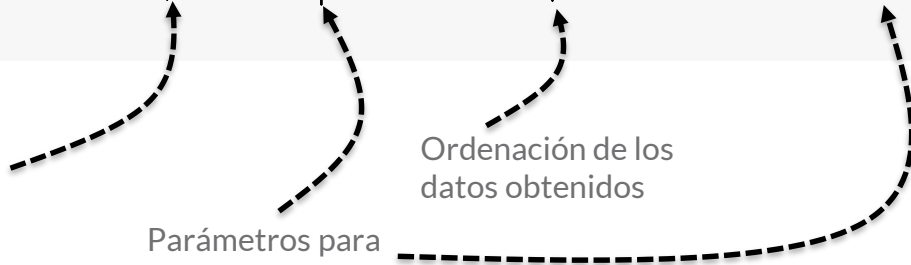 Ordenación de los
datos obtenidos
Parámetros para